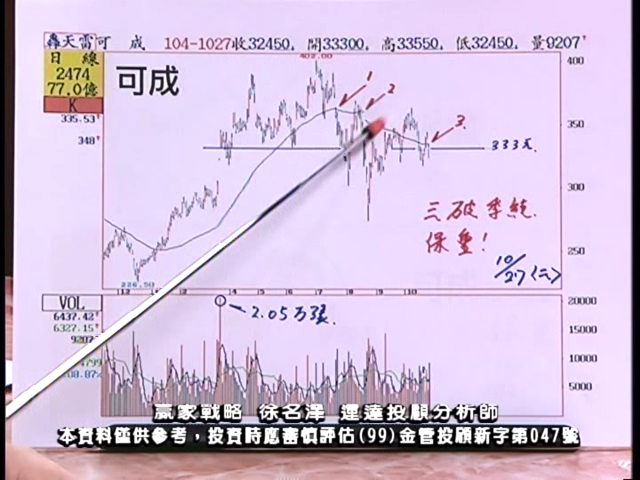 轟天雷可 成 104-1027收32450, 開33300, 高33550, 低32450, 量9207
日 線
2474
77.0億
K
335.53
348
可成
402.00
400
350
300
250
1
2
3.
333元
三破季線
保重!
10/27(二)
226.50
12 1 2 3 4 5 6 7 8 9 10
VOL
6437.42
6327.15
9207
2.05万張
20000
15000
10000
5000
贏家戰略 徐名澤 運達投顧分析師
本資料僅供參考,投資時應審慎評估(99)金管投顧新字第047號